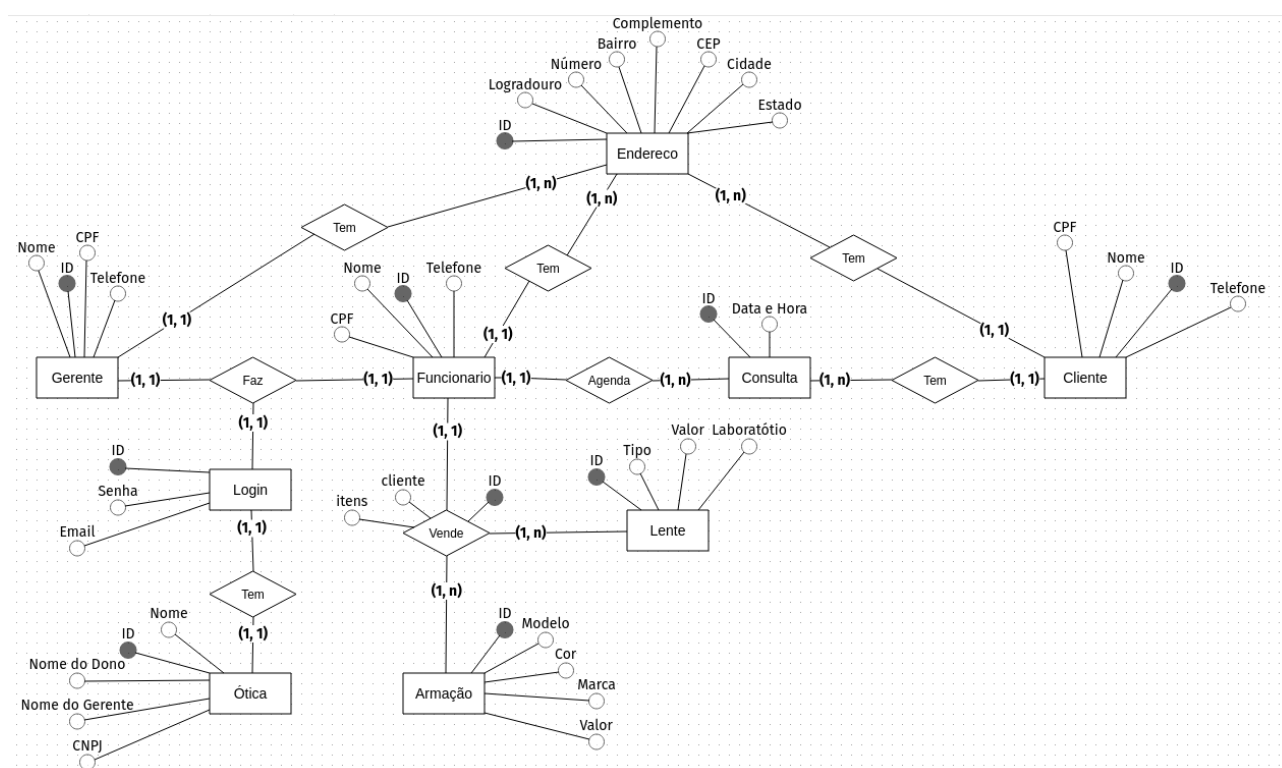 Complemento
Bairro
CEP
Número
Cidade
Logradouro
Estado
ID
Endereco
(1, n)
(1, n)
(1, n)
Tem
Tem
Tem
Nome
CPF
ID
Telefone
(1, 1)
Gerente
Nome
ID
Telefone
CPF
(1, 1)
Funcionario
ID
Data e Hora
Consulta
CPF
Nome
ID
Telefone
(1, 1)
Cliente
(1, 1)
Faz
(1, 1)
(1, 1)
Agenda
(1, n)
(1, n)
Tem
(1, 1)
(1, 1)
ID
Senha
Email
Login
(1, 1)
Tem
(1, 1)
(1, 1)
itens
cliente
ID
Vende
(1, n)
ID
Tipo
Valor
Laboratótio
Lente
(1, n)
Nome
ID
Nome do Dono
Nome do Gerente
CNPJ
Ótica
ID
Modelo
Cor
Marca
Valor
Armação